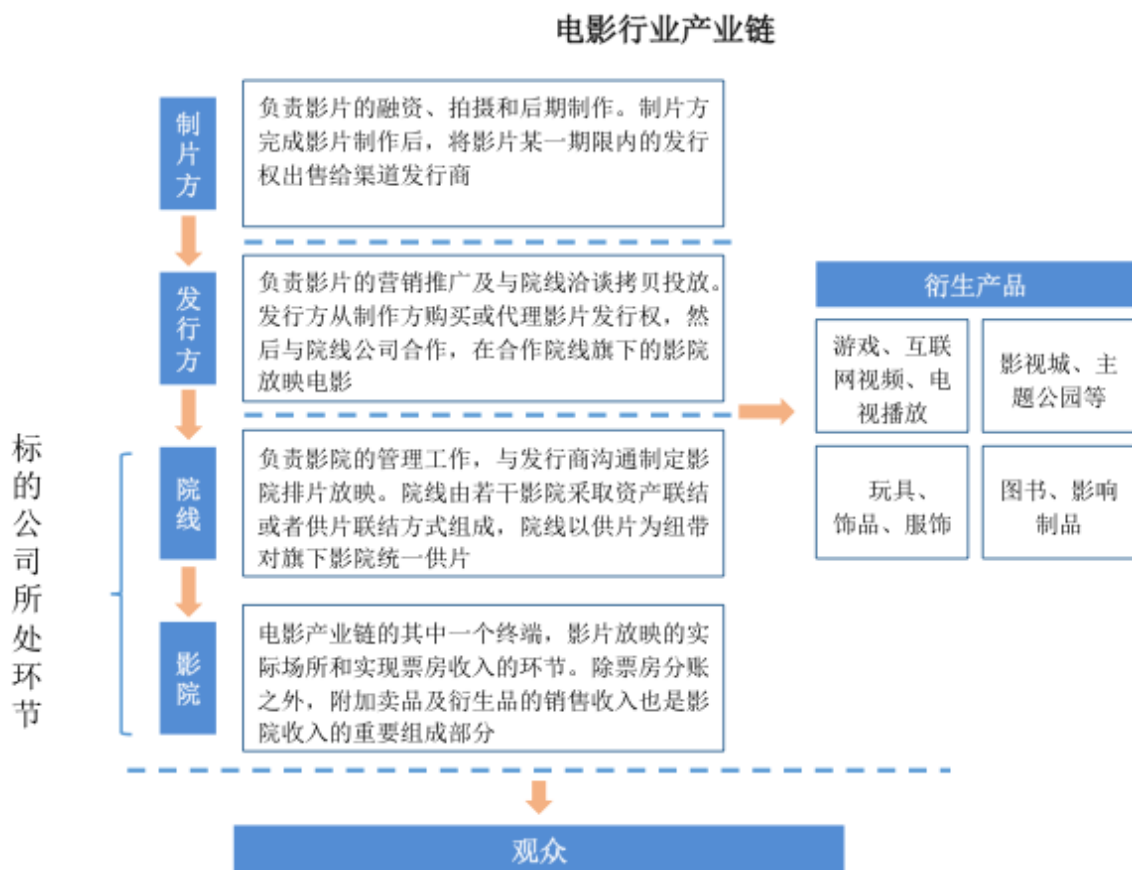 电影行业产业链
制片方
负责影片的融资、拍摄和后期制作。制片方
完成影片制作后，将影片某一期限内的发行
权出售给渠道发行商
发行方
负责影片的营销推广及与院线洽谈拷贝投放。
发行方从制作方购买或代理影片发行权，然
后与院线公司合作，在合作院线旗下的影院
放映电影
标的公司所处环节
院线
负责影院的管理工作，与发行商沟通制定影
院排片放映。院线由若干影院采取资产联结
或者供片联结方式组成，院线以供片为纽带
对旗下影院统一供片
影院
电影产业链的其中一个终端，影片放映的实
际场所和实现票房收入的环节。除票房分账
之外，附加卖品及衍生品的销售收入也是影
院收入的重要组成部分
衍生产品
游戏、互联
网视频、电
视播放
影视城、主
题公园等
玩具、
饰品、服饰
图书、影响
制品
观众